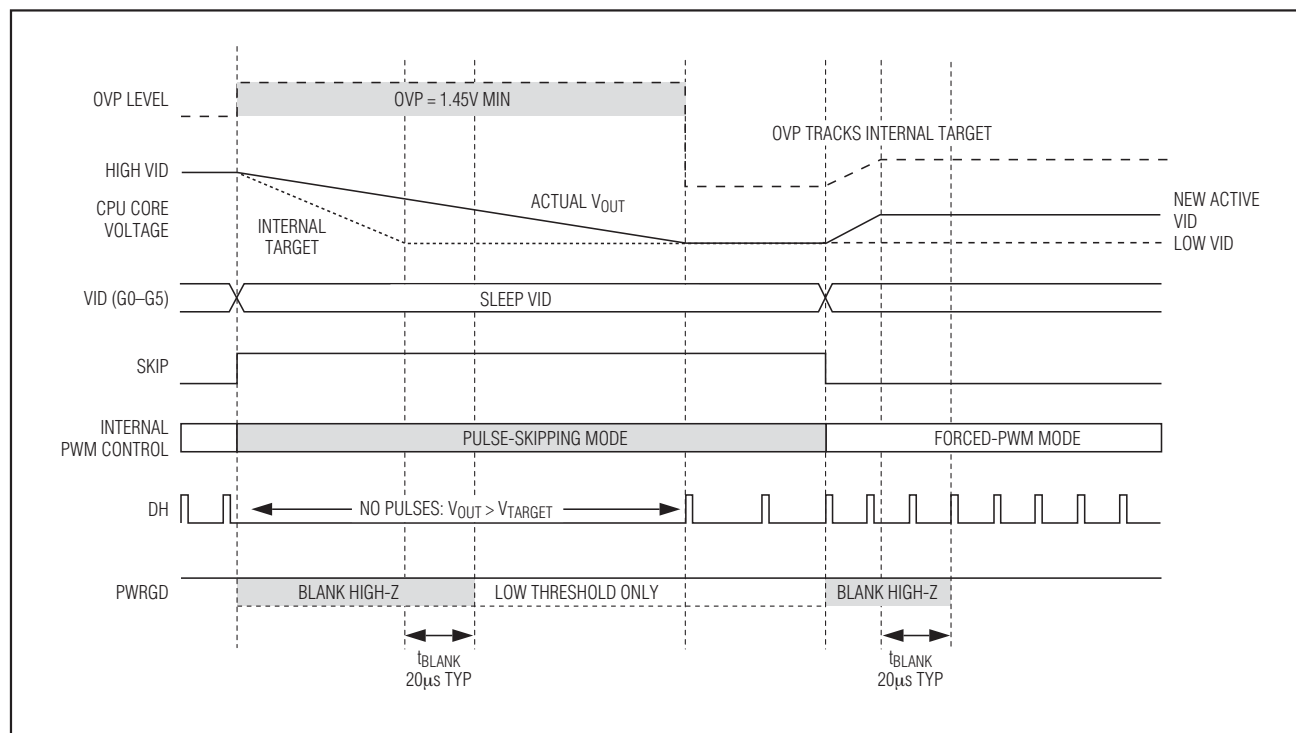 OVP LEVEL
OVP = 1.45V MIN
OVP TRACKS INTERNAL TARGET
HIGH VID
CPU CORE
VOLTAGE
INTERNAL
TARGET
ACTUAL VOUT
NEW ACTIVE
VID
LOW VID
VID (G0–G5)
SLEEP VID
SKIP
INTERNAL
PWM CONTROL
PULSE-SKIPPING MODE
FORCED-PWM MODE
DH
NO PULSES: VOUT > VTARGET
PWRGD
BLANK HIGH-Z
LOW THRESHOLD ONLY
BLANK HIGH-Z
tBLANK
20µs TYP
tBLANK
20µs TYP